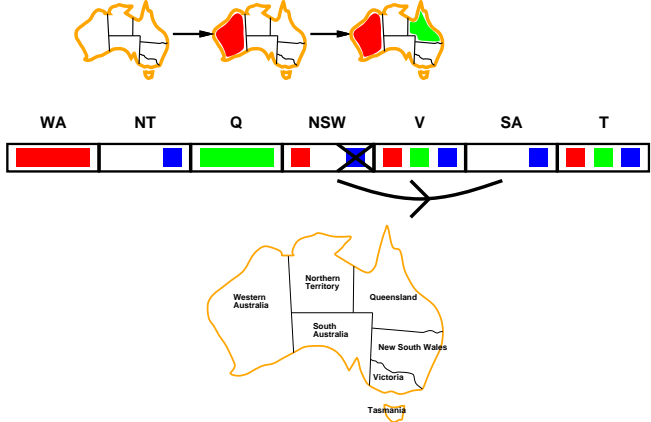 WA NT Q NSW V SA T
Northern
Territory
Western
Australia
Queensland
South
Australia
New South Wales
Victoria
Tasmania